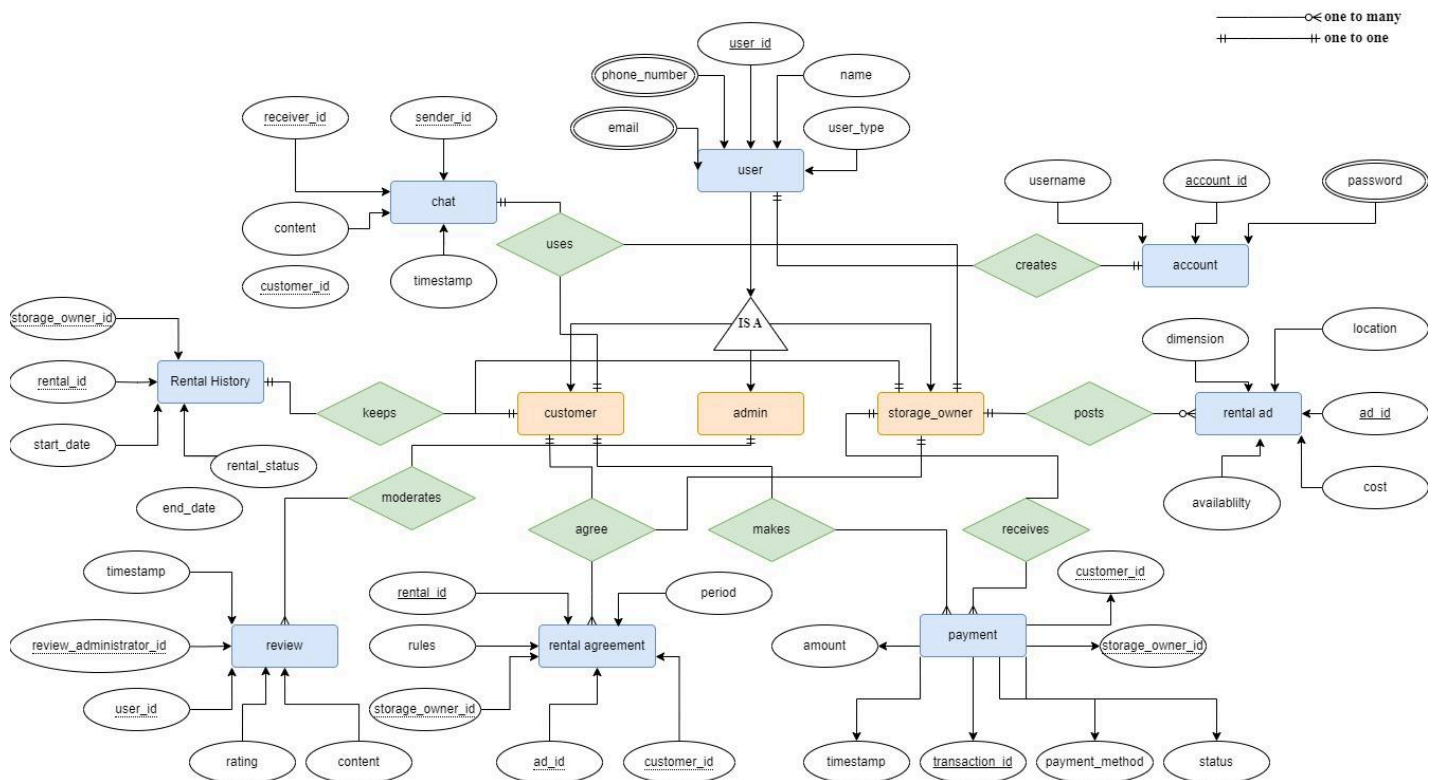 one to many
one to one
user_id
phone_number
name
receiver_id
sender_id
email
user_type
user
username
account_id
password
chat
content
uses
creates
account
customer_id
timestamp
storage_owner_id
IS A
dimension
location
rental_id
Rental History
keeps
customer
admin
storage_owner
posts
rental ad
ad_id
start_date
rental_status
end_date
moderates
agree
makes
receives
availablilty
cost
timestamp
rental_id
period
customer_id
review_administrator_id
review
rules
rental agreement
amount
payment
storage_owner_id
user_id
storage_owner_id
rating
content
ad_id
customer_id
timestamp
transaction_id
payment_method
status